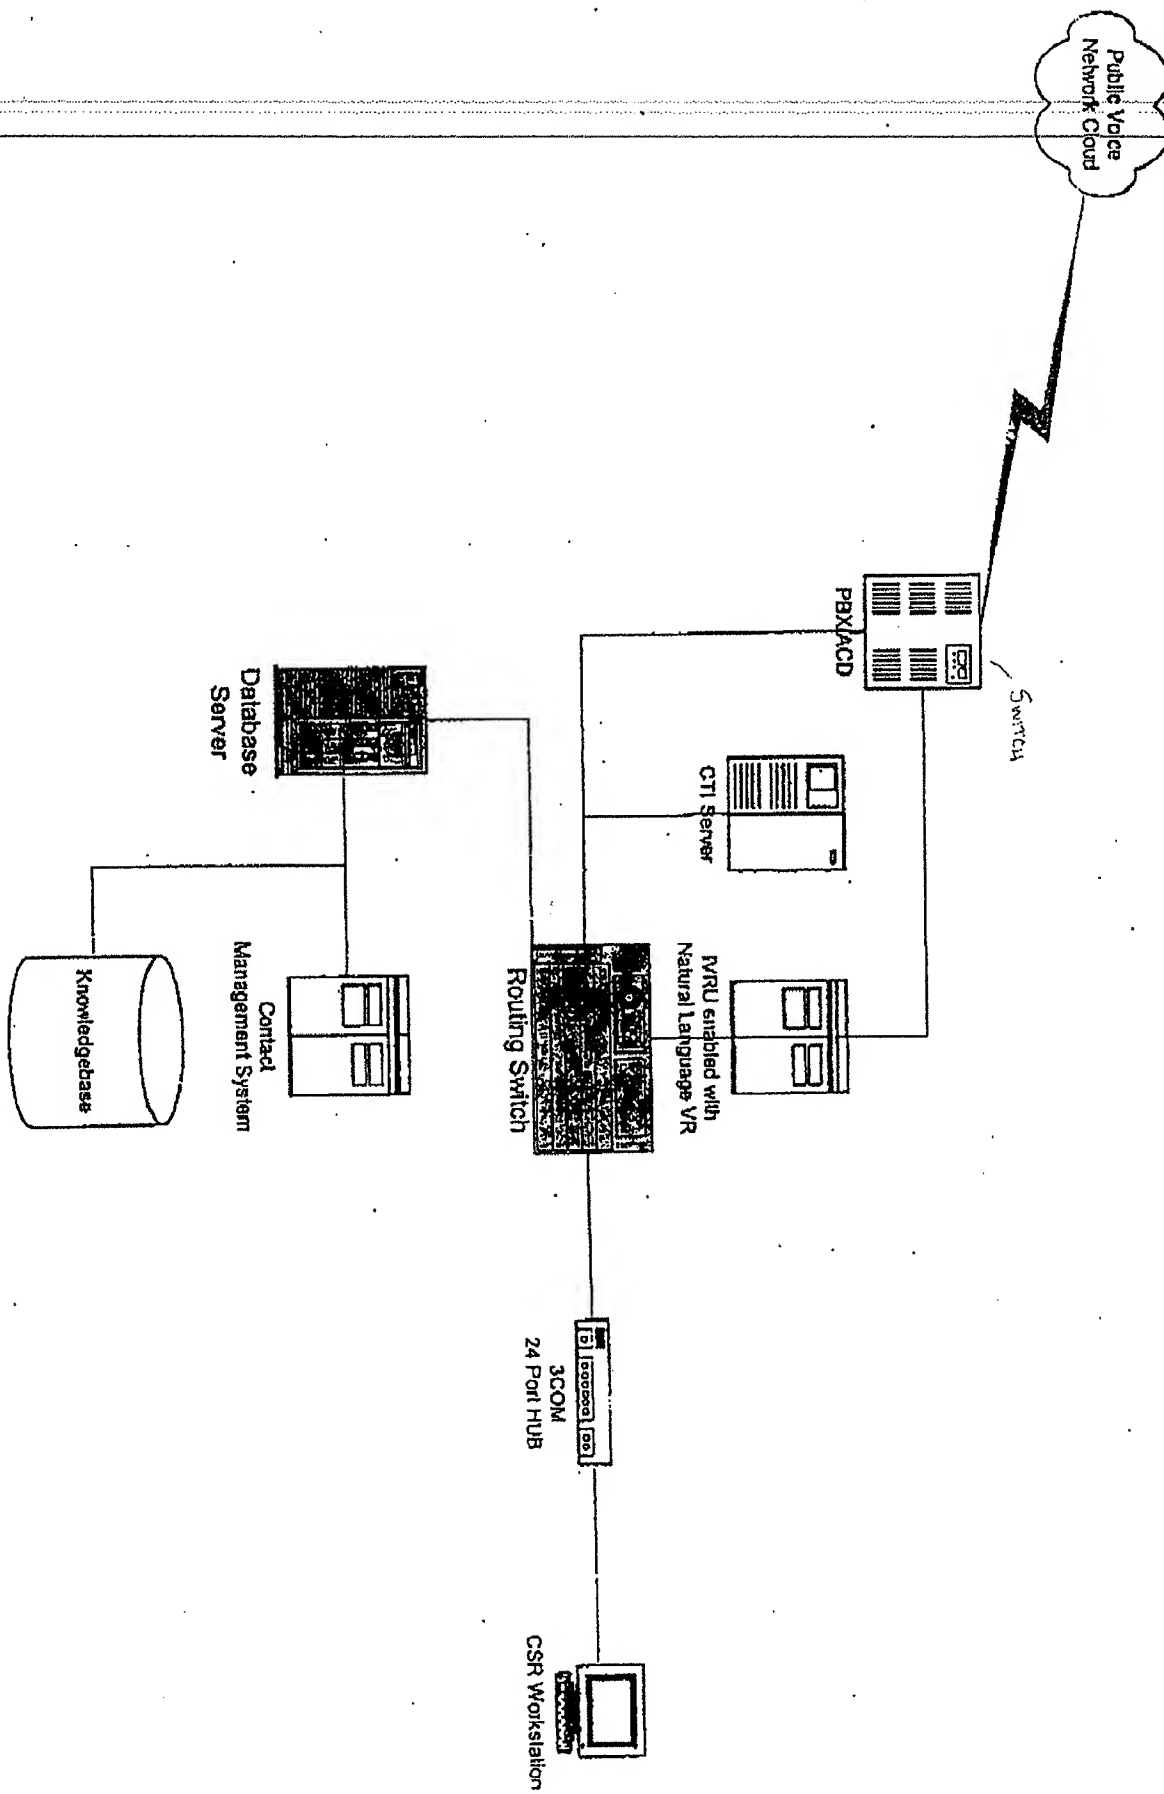 Public Voice
Network Cloud
SWITCH
PBX/ACD
CTI Server
IVRU enabled with
Natural Language VR
Routing Switch
Database
Server
Contact
Management System
Knowledgebase
3COM
24 Port HUB
CSR Workstation